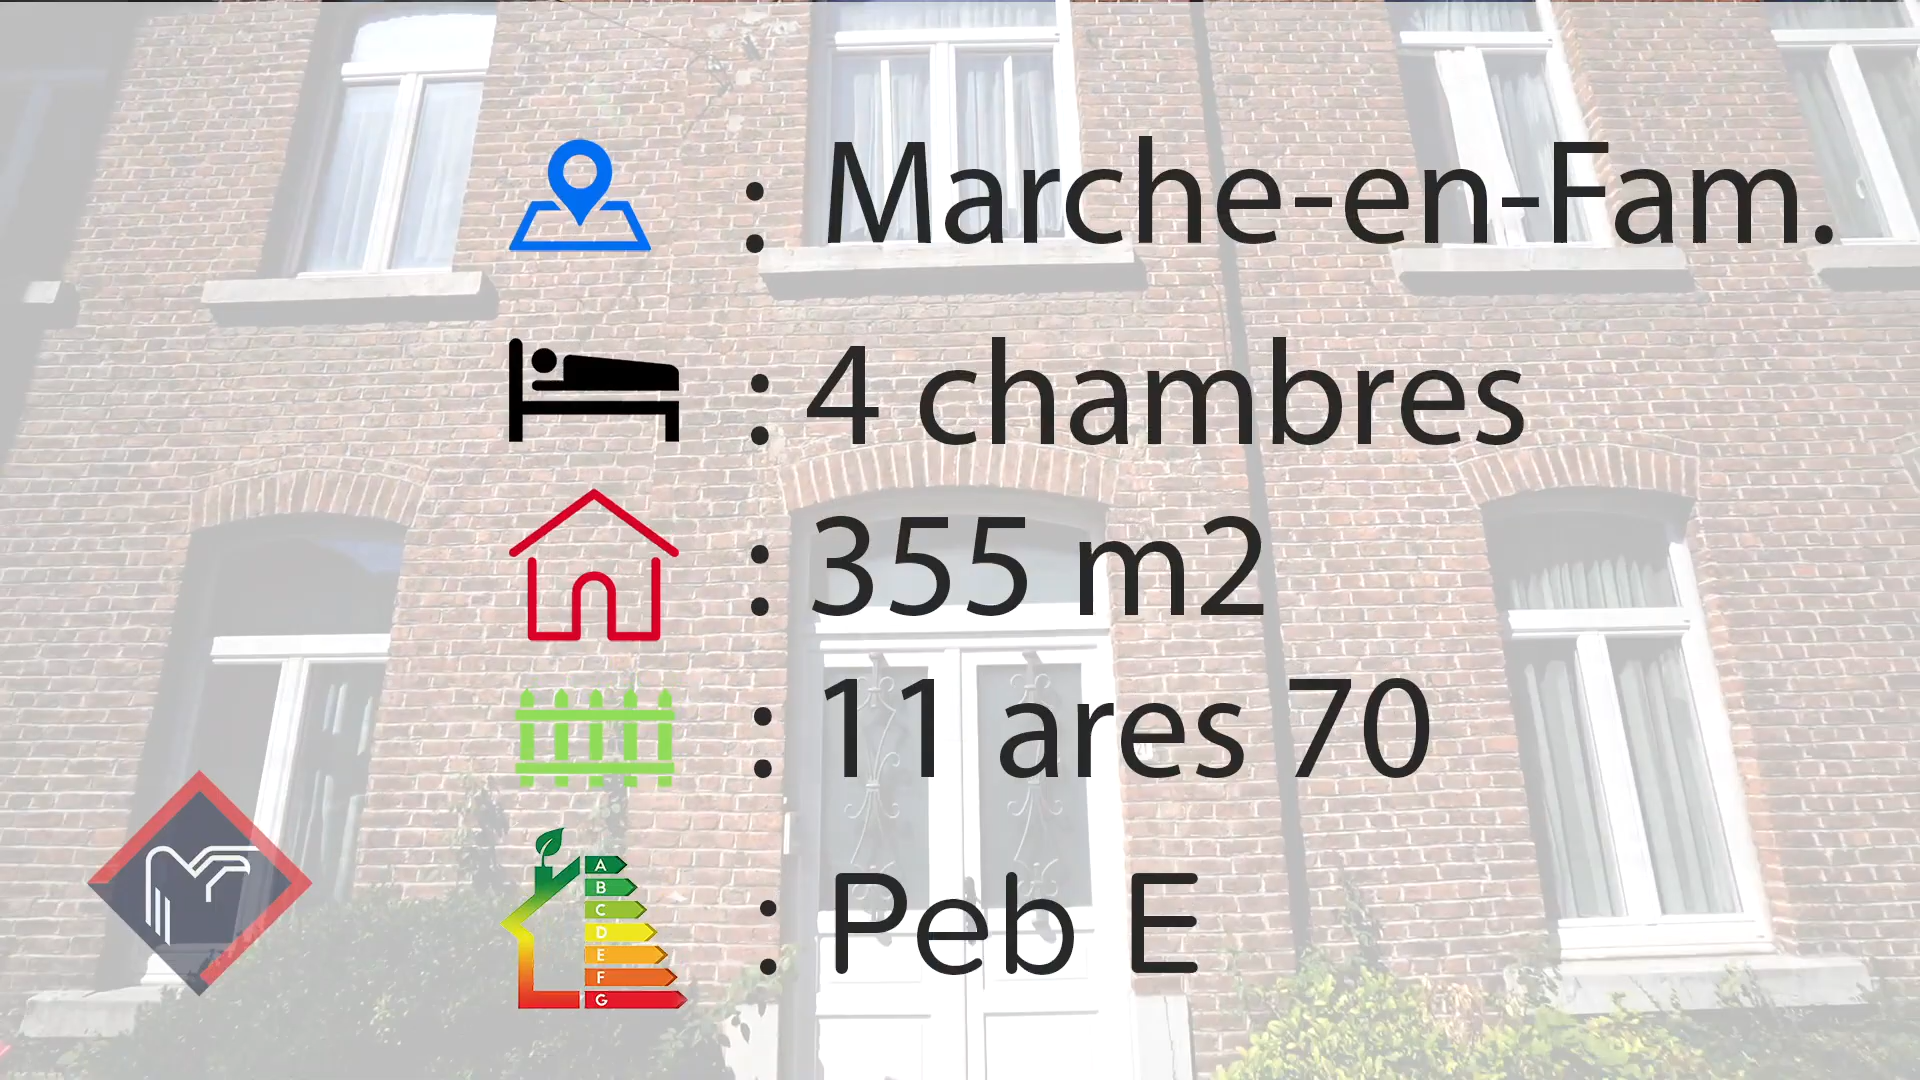 : Marche-en-Fam.
: 4 chambres
: 355 m2
: 11 ares 70
: Peb E
A
B
C
D
E
F
G